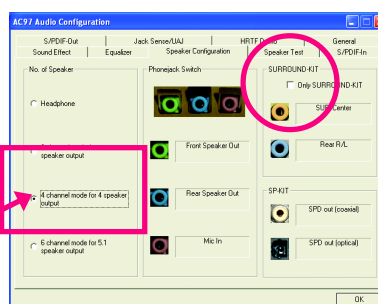 AC97 Audio Configuration
S/PDIF-Out
Jack Sense/UAJ
General
Sound Effect
Equalizer
Speaker Configuration
Speaker Test
S/PDIF-In
No. of Speaker
Phonejack Switch
SURROUND-KIT
Only SURROUND-KIT
Headphone
Center
Front Speaker Out
Rear R/L
speaker output
4 channel mode for 4 speaker
output
Rear Speaker Out
SP-KIT
SPD out (coaxial)
6 channel mode for 5.1
speaker output
Mic In
SPD out (optical)
OK